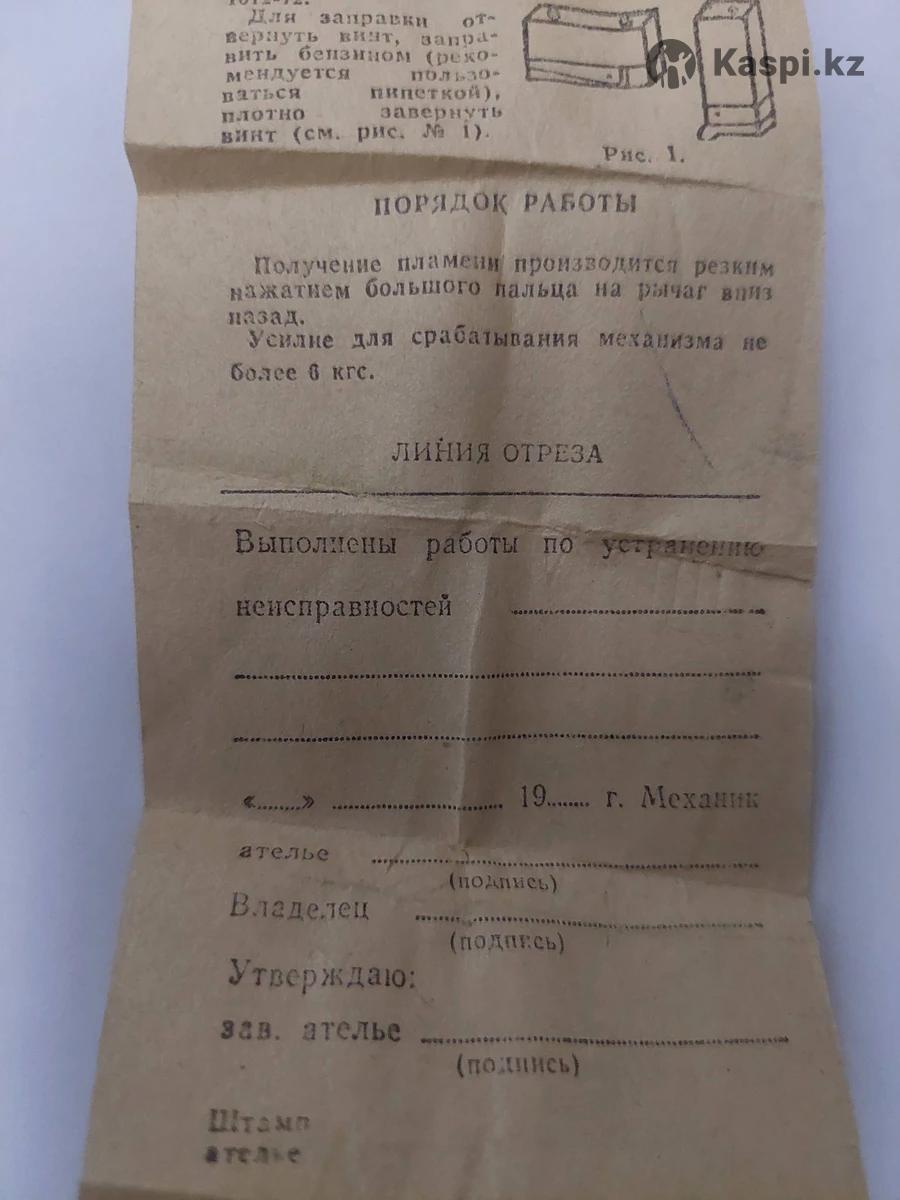 1012-72.
Для заправки от-
вернуть винт, запра-
вить бензином (реко-
мендуется пользо-
ваться пипеткой),
плотно завернуть
винт (см. рис. № 1).
Kaspi.kz
Рис. 1.
ПОРЯДОК РАБОТЫ
Получение пламени производится резким
нажатием большого пальца на рычаг вниз
назад.
Усилие для срабатывания механизма не
более 6 кгс.
ЛИНИЯ ОТРЕЗА
Выполнены работы по устранению
неисправностей
«........» .................... 19....... г. Механик
ателье
(подпись)
Владелец
(подпись)
Утверждаю:
зав. ателье
(подпись)
Штамп
ателье